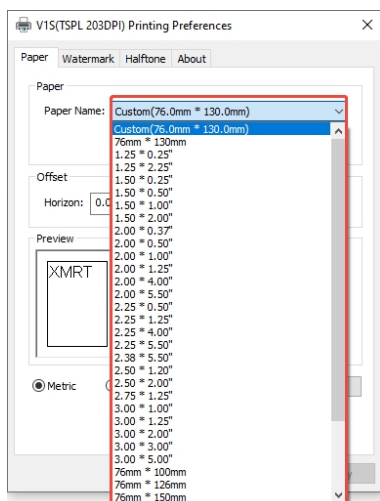 V1S(TSPL 203DPI) Printing Preferences
Paper Watermark Halftone About
Paper
Paper Name: Custom(76.0mm * 130.0mm)
Custom(76.0mm * 130.0mm)
76mm * 130mm
1.25 * 0.25"
1.25 * 2.25"
1.50 * 0.25"
1.50 * 0.50"
1.50 * 1.00"
1.50 * 2.00"
2.00 * 0.37"
2.00 * 0.50"
2.00 * 1.00"
2.00 * 1.25"
2.00 * 4.00"
2.00 * 5.50"
2.25 * 0.50"
2.25 * 1.25"
2.25 * 4.00"
2.25 * 5.50"
2.38 * 5.50"
2.50 * 1.20"
2.50 * 2.00"
2.75 * 1.25"
3.00 * 1.00"
3.00 * 1.25"
3.00 * 2.00"
3.00 * 3.00"
3.00 * 5.00"
76mm * 100mm
76mm * 126mm
76mm * 150mm
Offset
Horizon: 0.0
Preview
XMRT
Metric